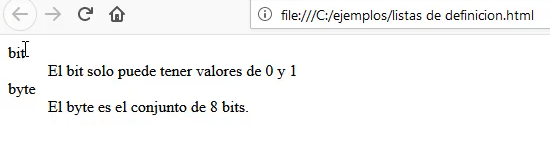 file:///C:/ejemplos/listas de definicion.html
bit
El bit solo puede tener valores de 0 y 1
byte
El byte es el conjunto de 8 bits.